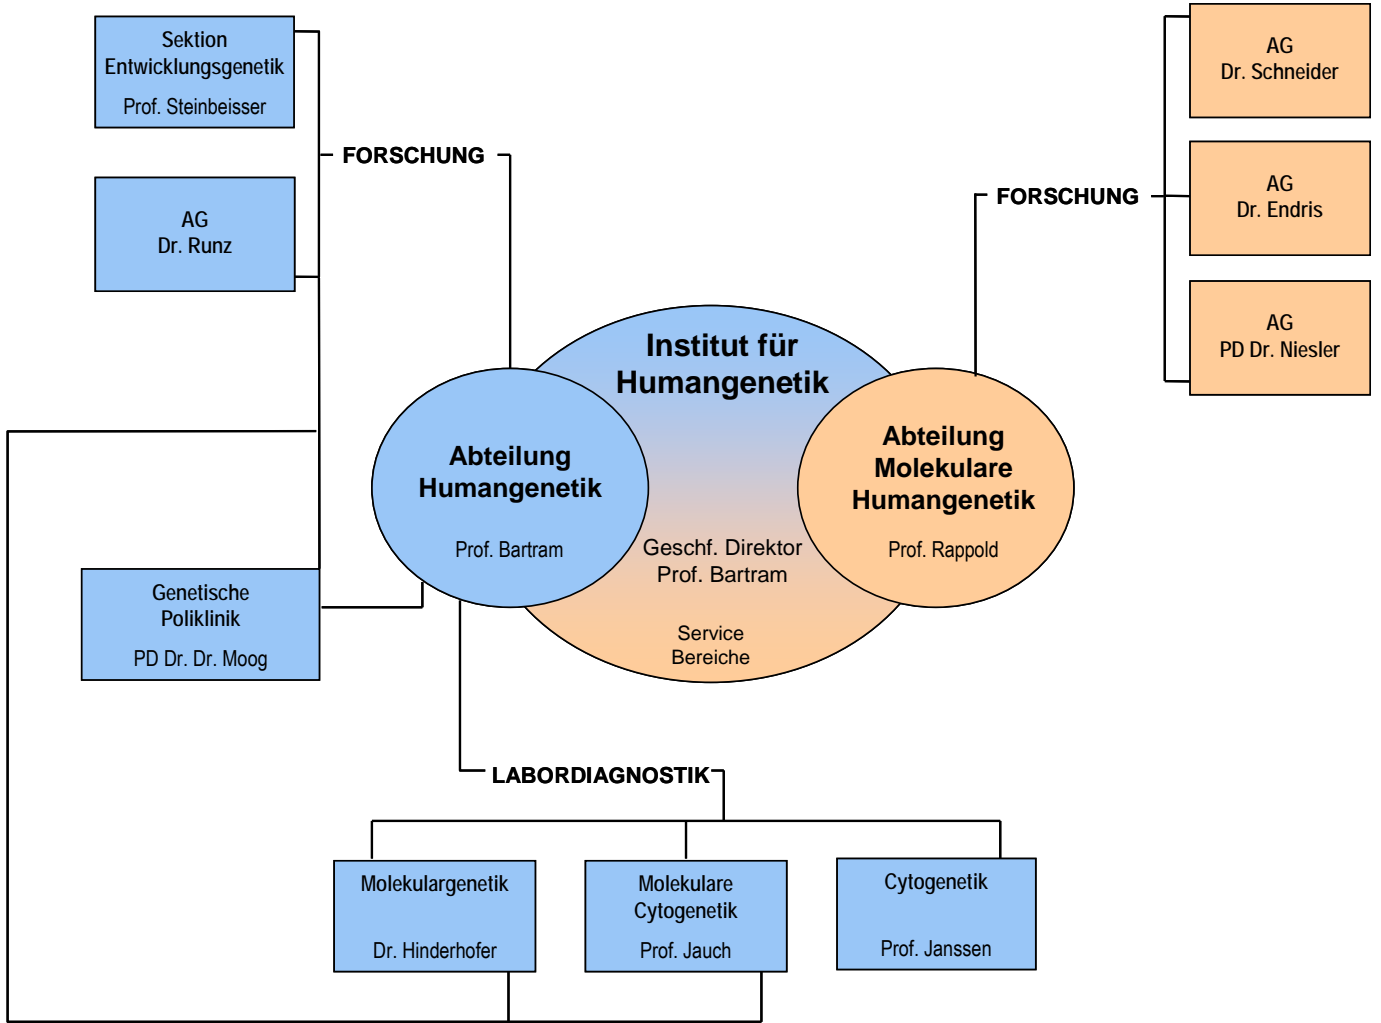 Sektion
Entwicklungsgenetik
Prof. Steinbeisser
AG
Dr. Runz
FORSCHUNG
AG
Dr. Schneider
AG
Dr. Endris
AG
PD Dr. Niesler
FORSCHUNG
Institut für
Humangenetik
Geschf. Direktor
Prof. Bartram
Service
Bereiche
Abteilung
Humangenetik
Prof. Bartram
Abteilung
Molekulare
Humangenetik
Prof. Rappold
Genetische
Poliklinik
PD Dr. Dr. Moog
LABORDIAGNOSTIK
Molekulargenetik
Dr. Hinderhofer
Molekulare
Cytogenetik
Prof. Jauch
Cytogenetik
Prof. Janssen